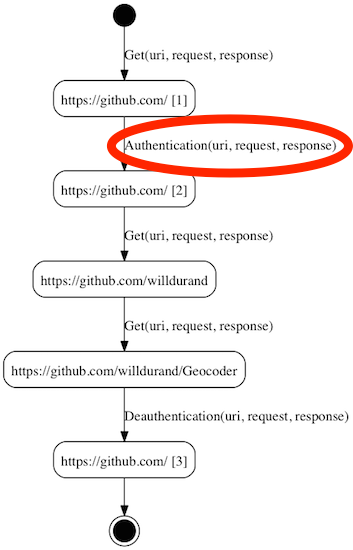 Get(uri, request, response)
https://github.com/ [1]
Authentication(uri, request, response)
https://github.com/ [2]
Get(uri, request, response)
https://github.com/willdurand
Get(uri, request, response)
https://github.com/willdurand/Geocoder
Deauthentication(uri, request, response)
https://github.com/ [3]